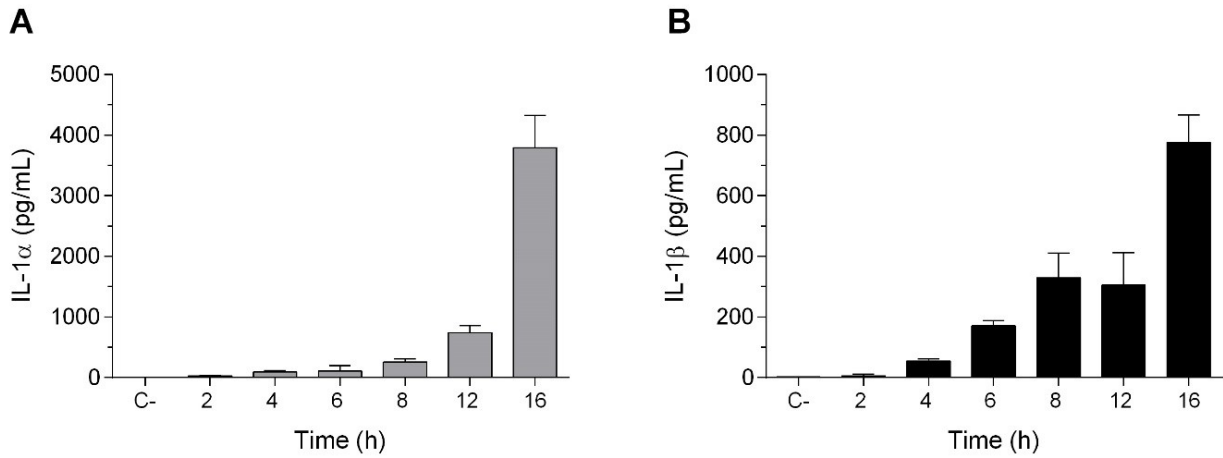 A
IL-1α (pg/mL)
5000
4000
3000
2000
1000
0
C- 2 4 6 8 12 16
Time (h)
B
IL-1β (pg/mL)
1000
800
600
400
200
0
C- 2 4 6 8 12 16
Time (h)